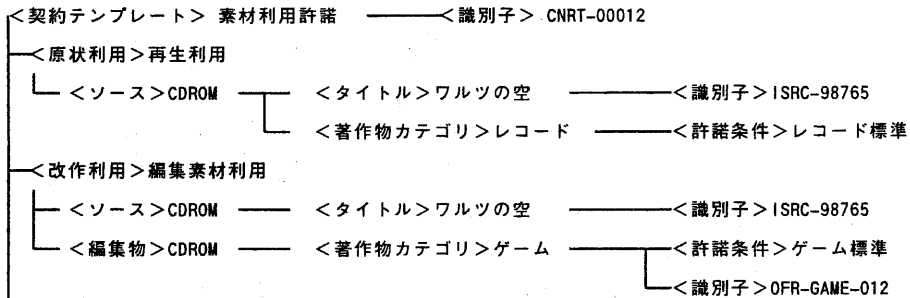 <契約テンプレート> 素材利用許諾 <識別子> CNRT-00012
<原状利用>再生利用
<ソース>CDROM <タイトル>ワルツの空 <識別子>ISRC-98765
<著作物カテゴリ>レコード <許諾条件>レコード標準
<改作利用>編集素材利用
<ソース>CDROM <タイトル>ワルツの空 <識別子>ISRC-98765
<編集物>CDROM <著作物カテゴリ>ゲーム <許諾条件>ゲーム標準
<識別子>OFR-GAME-012